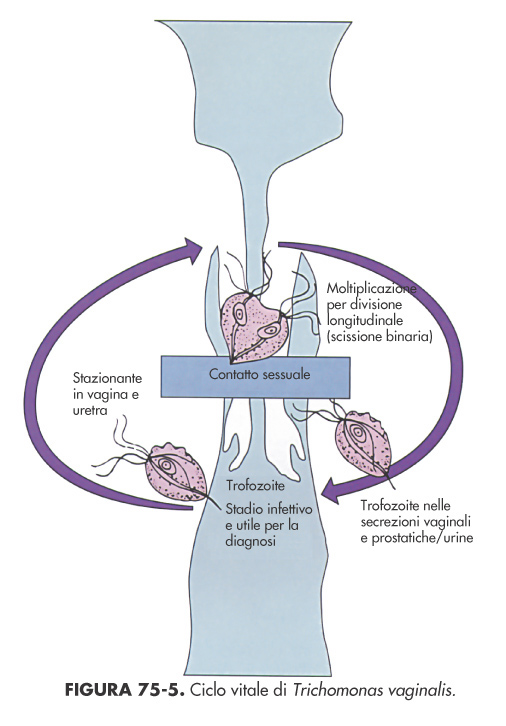 Moltiplicazione
per divisione
longitudinale
(scissione binaria)
Contatto sessuale
Stazionante
in vagina e
uretra
Trofozoite
Stadio infettivo
e utile per la
diagnosi
Trofozoite nelle
secrezioni vaginali
e prostatiche/urine
FIGURA 75-5. Ciclo vitale di Trichomonas vaginalis.